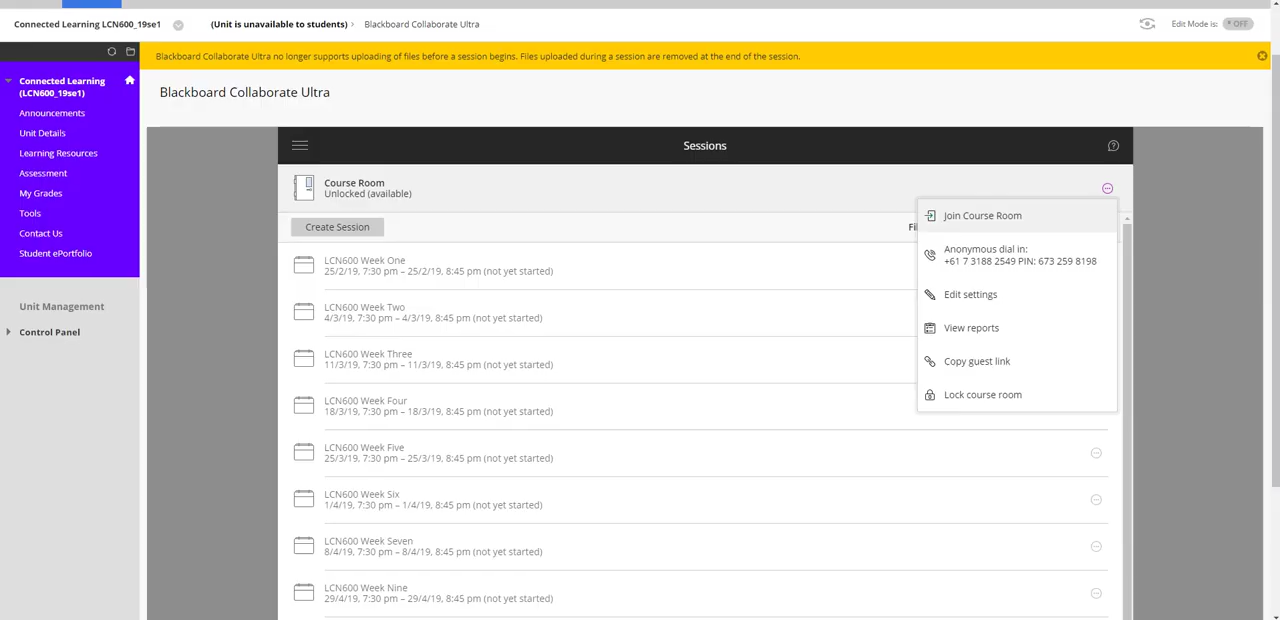 Connected Learning LCN600_19se1
(Unit is unavailable to students) › Blackboard Collaborate Ultra
Edit Mode is: OFF
Blackboard Collaborate Ultra no longer supports uploading of files before a session begins. Files uploaded during a session are removed at the end of the session.
Connected Learning
(LCN600_19se1)
Announcements
Unit Details
Learning Resources
Assessment
My Grades
Tools
Contact Us
Student ePortfolio
Unit Management
Control Panel
Blackboard Collaborate Ultra
Sessions
Course Room
Unlocked (available)
Create Session
LCN600 Week One
25/2/19, 7:30 pm – 25/2/19, 8:45 pm (not yet started)
LCN600 Week Two
4/3/19, 7:30 pm – 4/3/19, 8:45 pm (not yet started)
LCN600 Week Three
11/3/19, 7:30 pm – 11/3/19, 8:45 pm (not yet started)
LCN600 Week Four
18/3/19, 7:30 pm – 18/3/19, 8:45 pm (not yet started)
LCN600 Week Five
25/3/19, 7:30 pm – 25/3/19, 8:45 pm (not yet started)
LCN600 Week Six
1/4/19, 7:30 pm – 1/4/19, 8:45 pm (not yet started)
LCN600 Week Seven
8/4/19, 7:30 pm – 8/4/19, 8:45 pm (not yet started)
LCN600 Week Nine
29/4/19, 7:30 pm – 29/4/19, 8:45 pm (not yet started)
Join Course Room
Anonymous dial in:
+61 7 3188 2549 PIN: 673 259 8198
Edit settings
View reports
Copy guest link
Lock course room